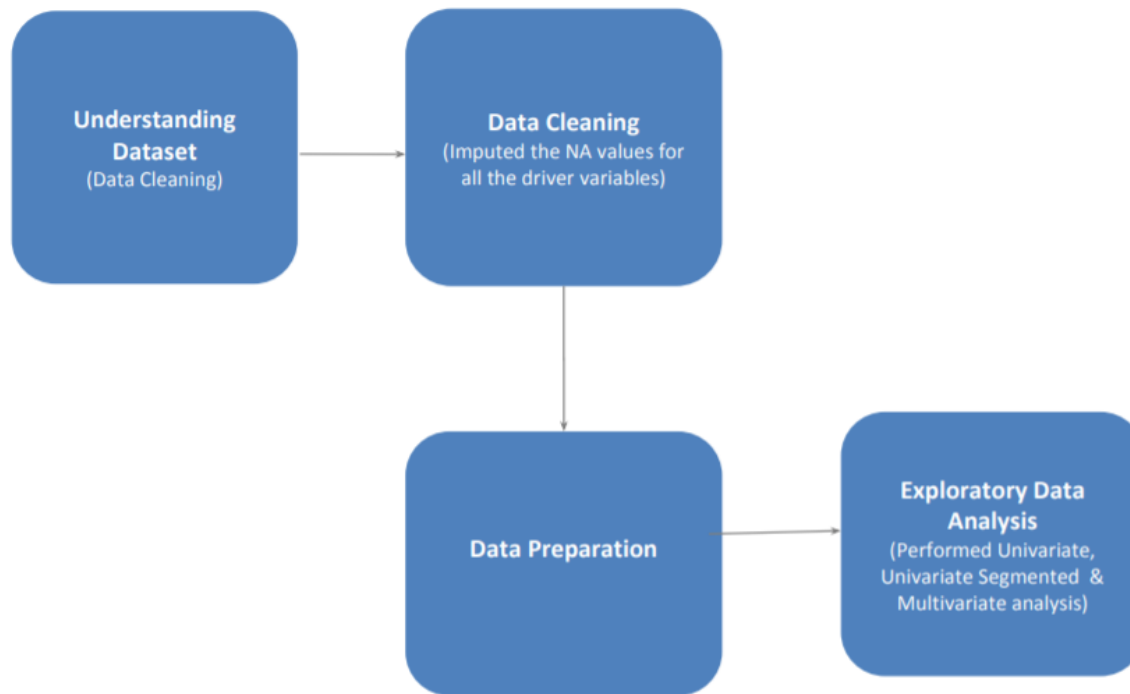 Understanding
Dataset
(Data Cleaning)
Data Cleaning
(Imputed the NA values for
all the driver variables)
Data Preparation
Exploratory Data
Analysis
(Performed Univariate,
Univariate Segmented &
Multivariate analysis)